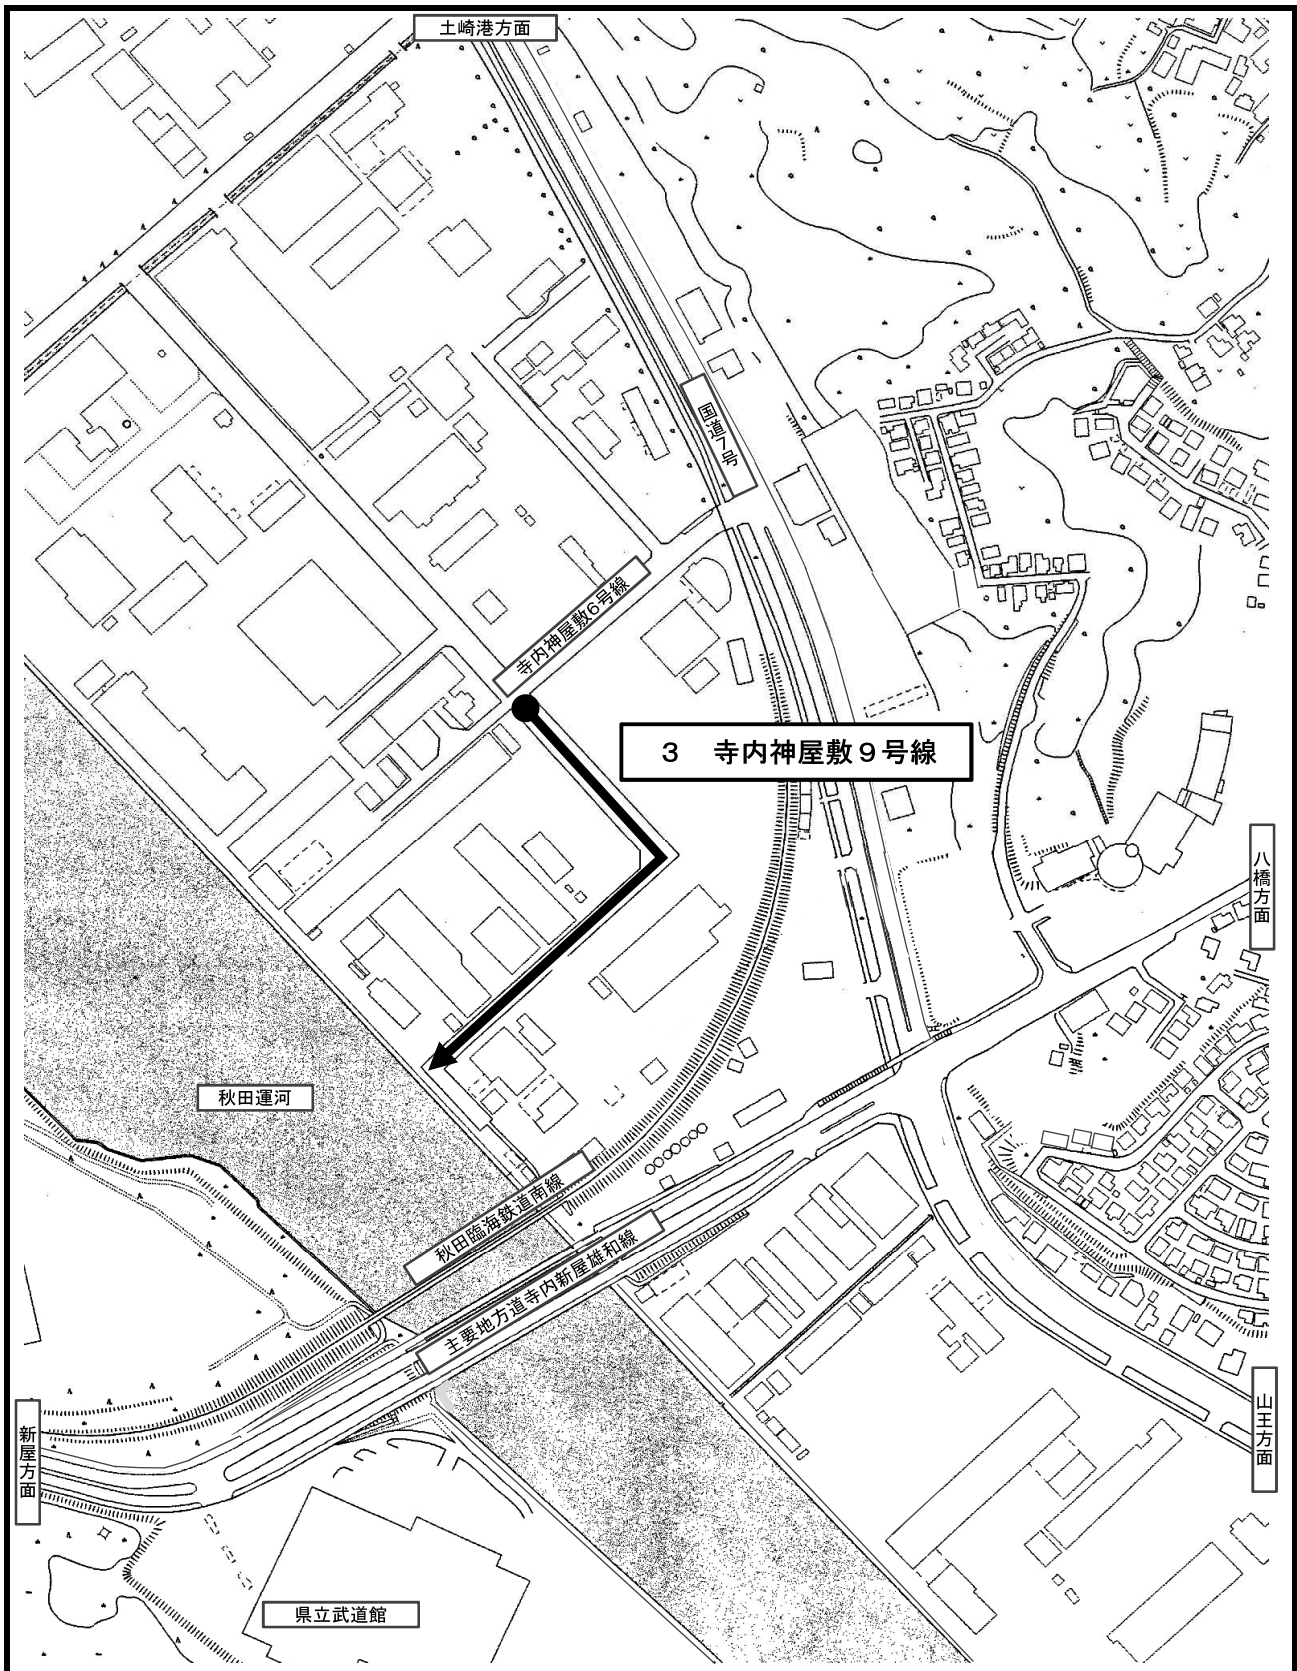 土崎港方面
国道7号
寺内神屋敷6号線
3 寺内神屋敷9号線
八橋方面
秋田運河
秋田臨海鉄道南線
主要地方道寺内新屋雄和線
新屋方面
山王方面
県立武道館